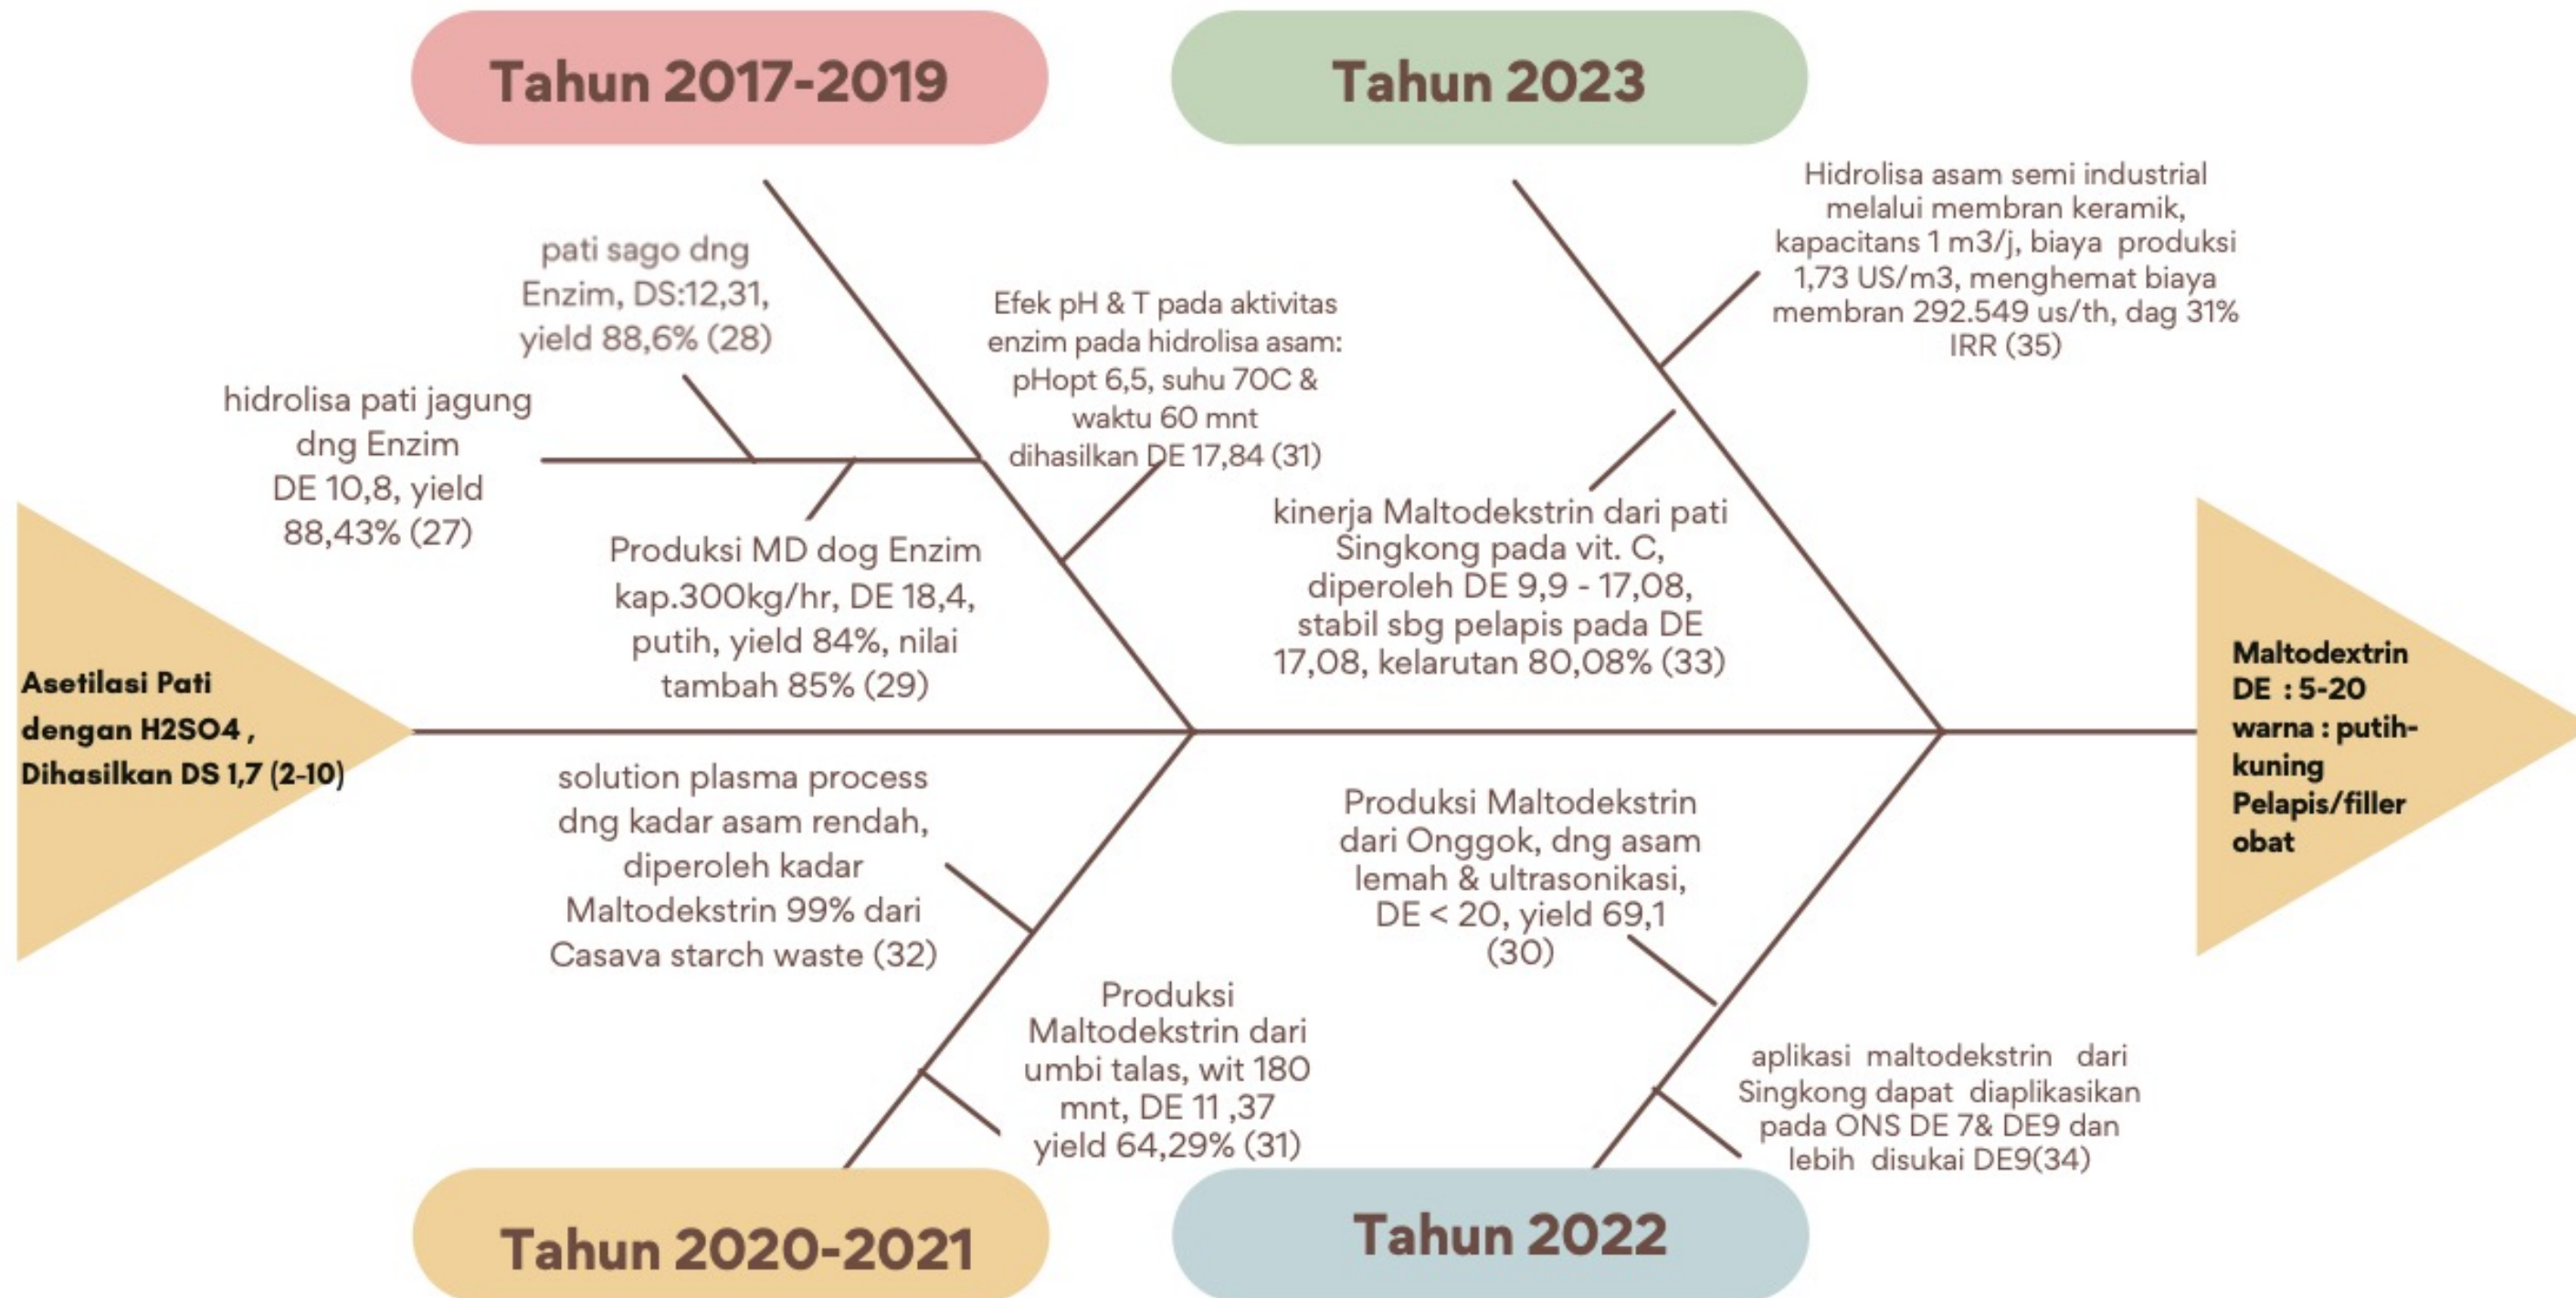 Tahun 2017-2019
Tahun 2023
Hidrolisa asam semi industrial
melalui membran keramik,
kapacitans 1 m3/j, biaya produksi
1,73 US/m3, menghemat biaya
membran 292.549 us/th, dag 31%
IRR (35)
pati sago dng
Enzim, DS:12,31,
yield 88,6% (28)
Efek pH & T pada aktivitas
enzim pada hidrolisa asam:
pHopt 6,5, suhu 70C &
waktu 60 mnt
dihasilkan DE 17,84 (31)
hidrolisa pati jagung
dng Enzim
DE 10,8, yield
88,43% (27)
Produksi MD dog Enzim
kap.300kg/hr, DE 18,4,
putih, yield 84%, nilai
tambah 85% (29)
kinerja Maltodekstrin dari pati
Singkong pada vit. C,
diperoleh DE 9,9 - 17,08,
stabil sbg pelapis pada DE
17,08, kelarutan 80,08% (33)
Asetilasi Pati
dengan H2SO4 ,
Dihasilkan DS 1,7 (2-10)
Maltodextrin
DE : 5-20
warna : putih-
kuning
Pelapis/filler
obat
solution plasma process
dng kadar asam rendah,
diperoleh kadar
Maltodekstrin 99% dari
Casava starch waste (32)
Produksi Maltodekstrin
dari Onggok, dng asam
lemah & ultrasonikasi,
DE < 20, yield 69,1
(30)
Produksi
Maltodekstrin dari
umbi talas, wit 180
mnt, DE 11 ,37
yield 64,29% (31)
aplikasi maltodekstrin dari
Singkong dapat diaplikasikan
pada ONS DE 7& DE9 dan
lebih disukai DE9(34)
Tahun 2020-2021
Tahun 2022